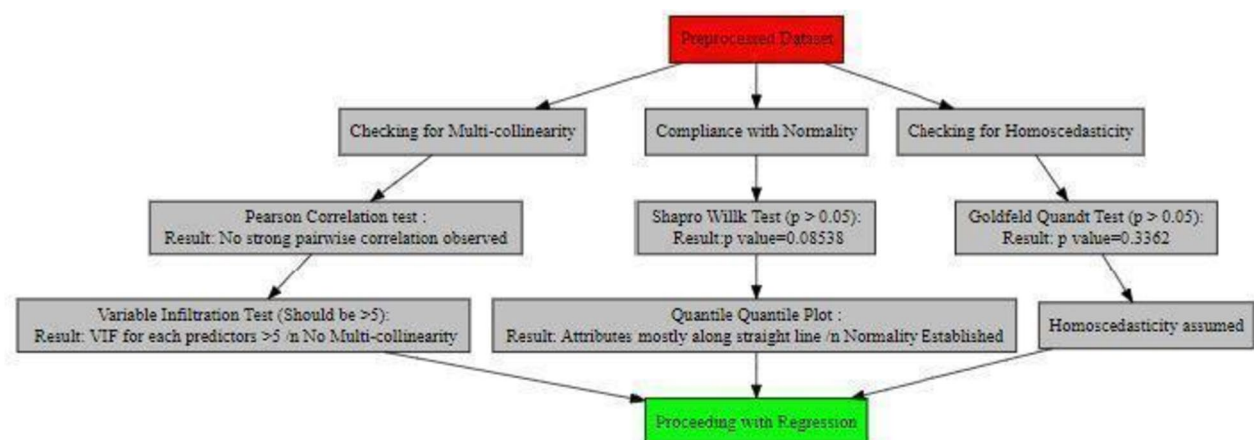 Preprocessed Dataset
Checking for Multi-collinearity
Compliance with Normality
Checking for Homoscedasticity
Pearson Correlation test :
Result: No strong pairwise correlation observed
Shapro Willk Test (p > 0.05):
Result:p value=0.08538
Goldfeld Quandt Test (p > 0.05):
Result: p value=0.3362
Variable Infiltration Test (Should be >5):
Result: VIF for each predictors >5 /n No Multi-collinearity
Quantile Quantile Plot :
Result: Attributes mostly along straight line /n Normality Established
Homoscedasticity assumed
Proceeding with Regression